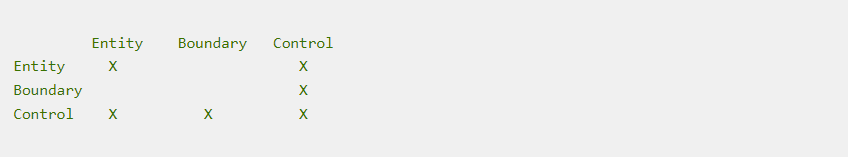 Entity Boundary Control
Entity X X
Boundary X
Control X X X